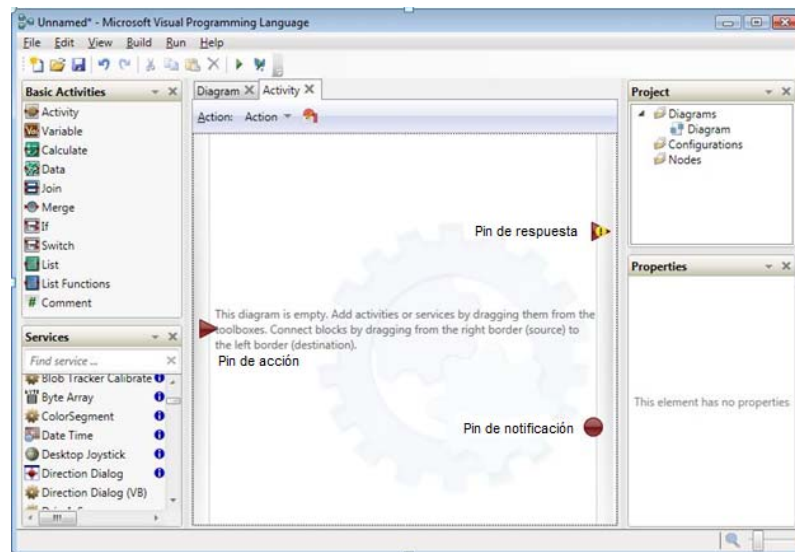 Unnamed* - Microsoft Visual Programming Language
File Edit View Build Run Help
Basic Activities
Activity
Variable
Calculate
Data
Join
Merge
If
Switch
List
List Functions
# Comment
Services
Find service ...
Blob Tracker Calibrate
Byte Array
ColorSegment
Date Time
Desktop Joystick
Direction Dialog
Direction Dialog (VB)
Diagram Activity
Action: Action
Pin de respuesta
This diagram is empty. Add activities or services by dragging them from the
toolboxes. Connect blocks by dragging from the right border (source) to
the left border (destination).
Pin de acción
Pin de notificación
Project
Diagrams
Diagram
Configurations
Nodes
Properties
This element has no properties